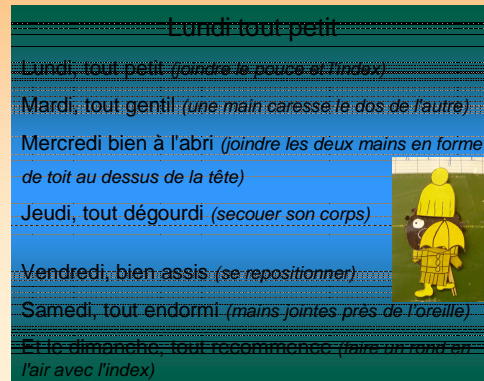 Lundi tout petit
Lundi, tout petit (joindre le pouce et l'index)
Mardi, tout gentil (une main caresse le dos de l'autre)
Mercredi bien à l'abri (joindre les deux mains en forme
de toit au dessus de la tête)
Jeudi, tout dégourdi (secouer son corps)
Vendredi, bien assis (se repositionner)
Samedi, tout endormi (mains jointes près de l'oreille)
Et le dimanche, tout recommence (faire un rond en
l'air avec l'index)